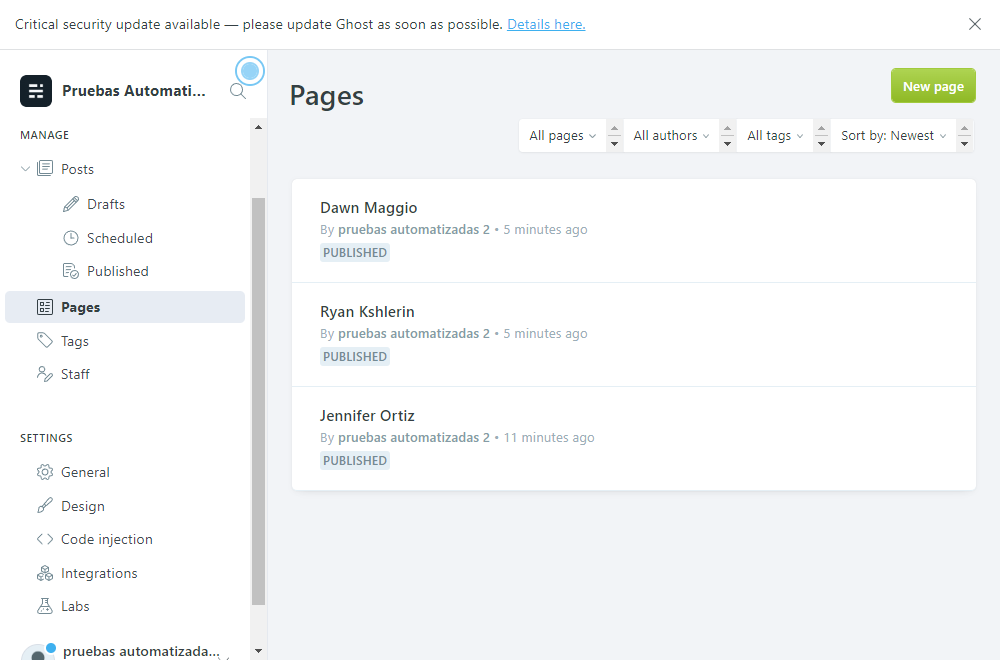 Critical security update available — please update Ghost as soon as possible. Details here.
Pruebas Automati...
MANAGE
Posts
Drafts
Scheduled
Published
Pages
Tags
Staff
SETTINGS
General
Design
Code injection
Integrations
Labs
pruebas automatizada...
Pages
New page
All pages
All authors
All tags
Sort by: Newest
Dawn Maggio
By pruebas automatizadas 2 • 5 minutes ago
PUBLISHED
Ryan Kshlerin
By pruebas automatizadas 2 • 5 minutes ago
PUBLISHED
Jennifer Ortiz
By pruebas automatizadas 2 • 11 minutes ago
PUBLISHED